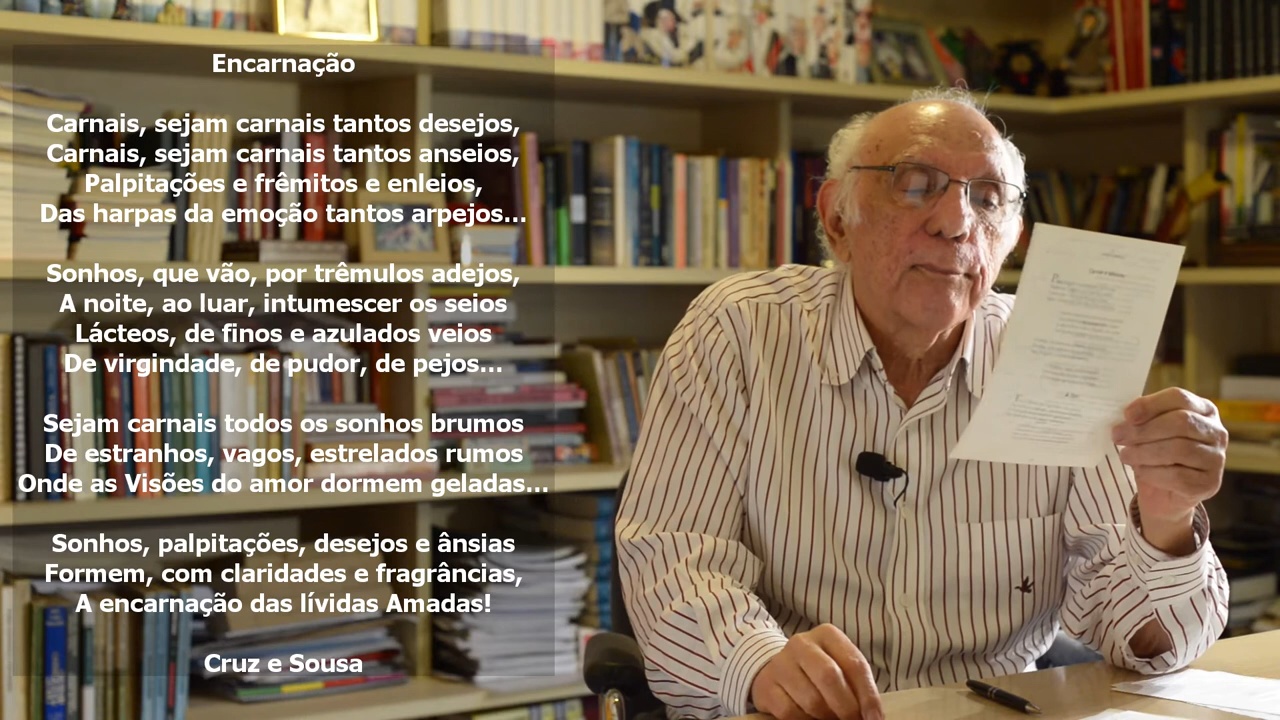 Encarnação
Carnais, sejam carnais tantos desejos,
Carnais, sejam carnais tantos anseios,
Palpitações e frêmitos e enleios,
Das harpas da emoção tantos arpejos...
Sonhos, que vão, por trêmulos adejos,
A noite, ao luar, intumescer os seios
Lácteos, de finos e azulados veios
De virgindade, de pudor, de pejos...
Sejam carnais todos os sonhos brumos
De estranhos, vagos, estrelados rumos
Onde as Visões do amor dormem geladas...
Sonhos, palpitações, desejos e ânsias
Formem, com claridades e fragrâncias,
A encarnação das lívidas Amadas!
Cruz e Sousa